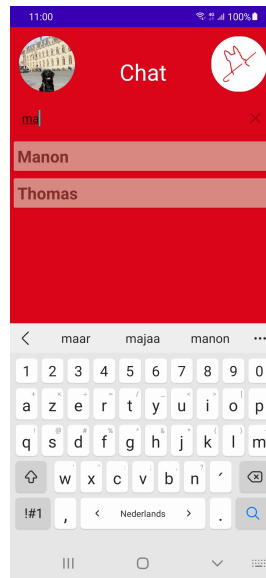 11:00 100%
Chat
ma
Manon
Thomas
maar majaa manon
1 2 3 4 5 6 7 8 9 0
a z e r t y u i o p
q s d f g h j k l m
w x c v b n ´
!#1 , < Nederlands > .